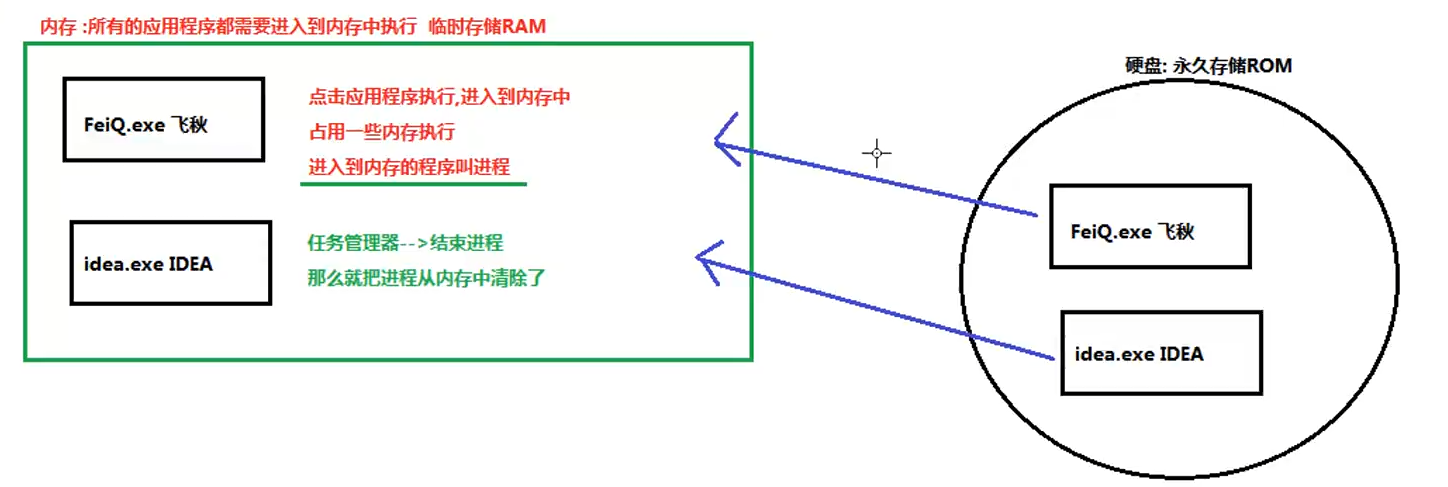 内存 :所有的应用程序都需要进入到内存中执行  临时存储RAM
硬盘: 永久存储ROM
FeiQ.exe 飞秋
点击应用程序执行,进入到内存中
占用一些内存执行
进入到内存的程序叫进程
idea.exe IDEA
任务管理器-->结束进程
那么就把进程从内存中清除了
FeiQ.exe 飞秋
idea.exe IDEA